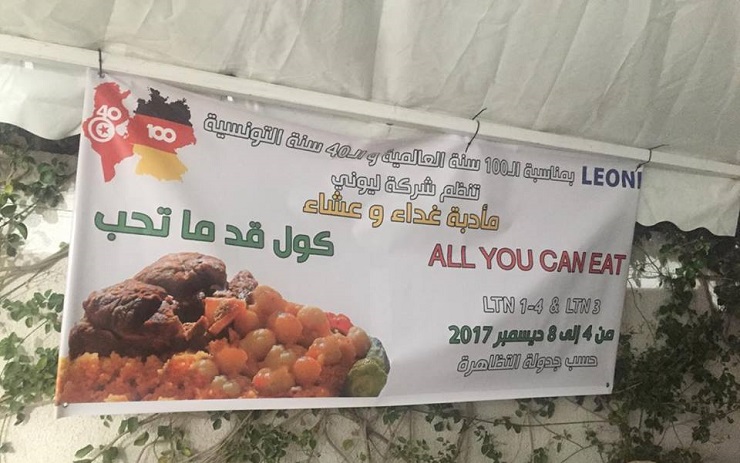 40
100
بمناسبة الـ100 سنة العالمية والـ40 سنة التونسية
LEONI
تنظم شركة ليوني
مأدبة غداء و عشاء
كول قد ما تحب
ALL YOU CAN EAT
LTN 1-4 & LTN 3
من 4 إلى 8 ديسمبر 2017
حسب جدولة التظاهرة